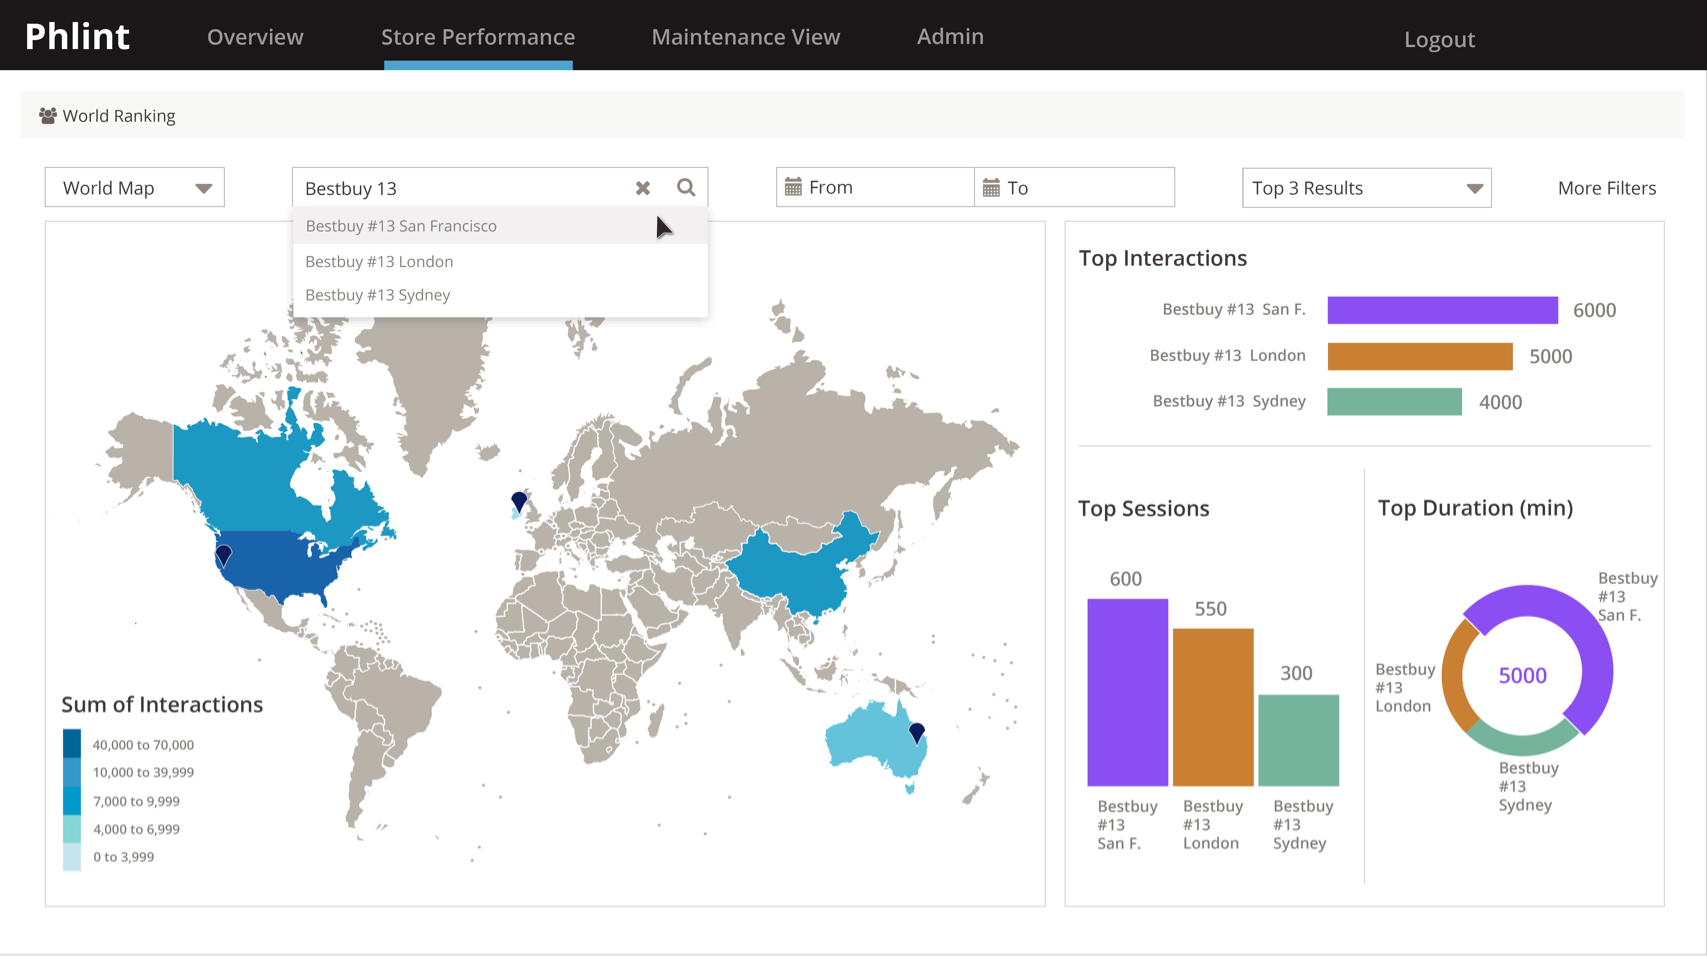 Phlint
Overview
Store Performance
Maintenance View
Admin
Logout
World Ranking
World Map
Bestbuy 13
From
To
Top 3 Results
More Filters
Bestbuy #13 San Francisco
Bestbuy #13 London
Bestbuy #13 Sydney
Sum of Interactions
40,000 to 70,000
10,000 to 39,999
7,000 to 9,999
4,000 to 6,999
0 to 3,999
Top Interactions
Bestbuy #13 San F.
6000
Bestbuy #13 London
5000
Bestbuy #13 Sydney
4000
Top Sessions
600
550
300
Bestbuy
#13
San F.
Bestbuy
#13
London
Bestbuy
#13
Sydney
Top Duration (min)
Bestbuy
#13
San F.
Bestbuy
#13
London
5000
Bestbuy
#13
Sydney